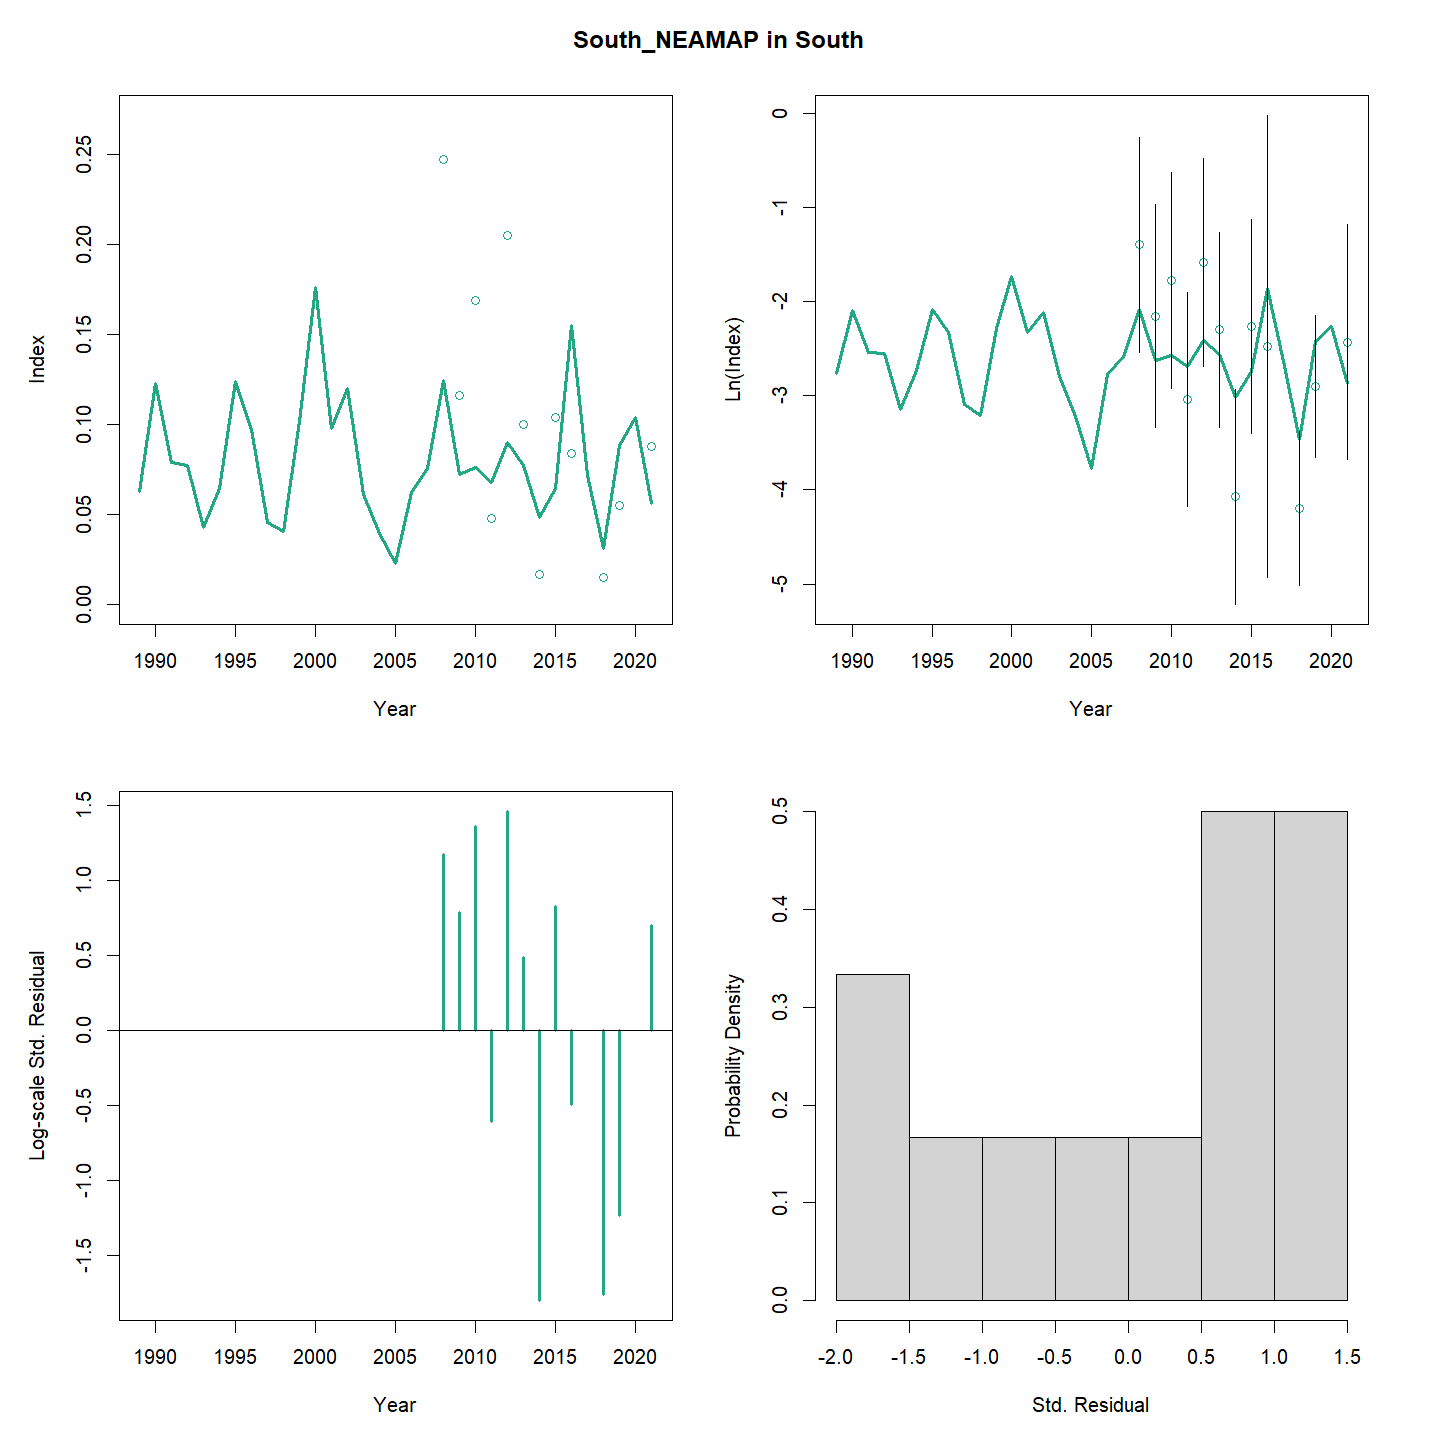 South_NEAMAP in South
Index
0.00 0.05 0.10 0.15 0.20 0.25
1990 1995 2000 2005 2010 2015 2020
Year
Ln(Index)
-5 -4 -3 -2 -1 0
1990 1995 2000 2005 2010 2015 2020
Year
Log-scale Std. Residual
-1.5 -1.0 -0.5 0.0 0.5 1.0 1.5
1990 1995 2000 2005 2010 2015 2020
Year
Probability Density
0.0 0.1 0.2 0.3 0.4 0.5
-2.0 -1.5 -1.0 -0.5 0.0 0.5 1.0 1.5
Std. Residual